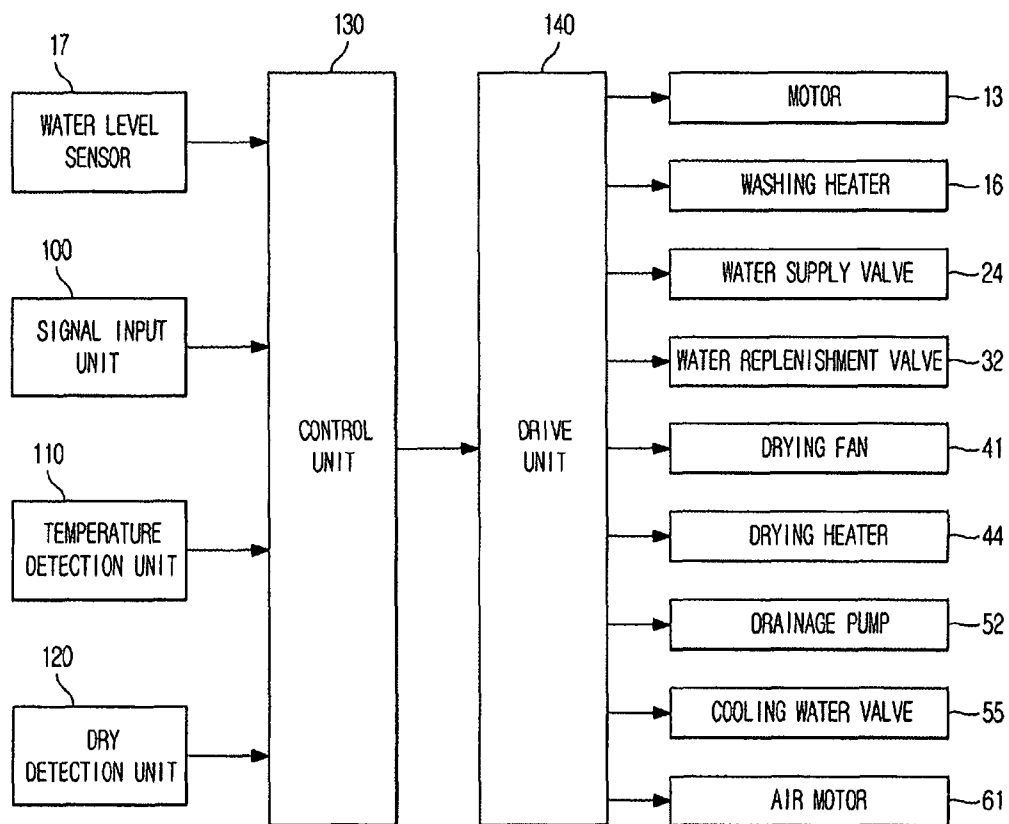 17
WATER LEVEL
SENSOR
100
SIGNAL INPUT
UNIT
110
TEMPERATURE
DETECTION UNIT
120
DRY
DETECTION UNIT
130
CONTROL
UNIT
140
DRIVE
UNIT
MOTOR 13
WASHING HEATER 16
WATER SUPPLY VALVE 24
WATER REPLENISHMENT VALVE 32
DRYING FAN 41
DRYING HEATER 44
DRAINAGE PUMP 52
COOLING WATER VALVE 55
AIR MOTOR 61